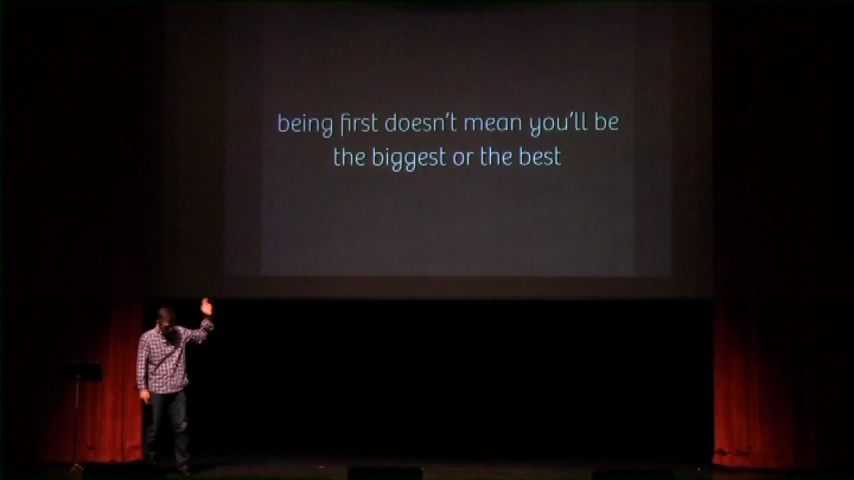 being first doesn't mean you'll be
the biggest or the best